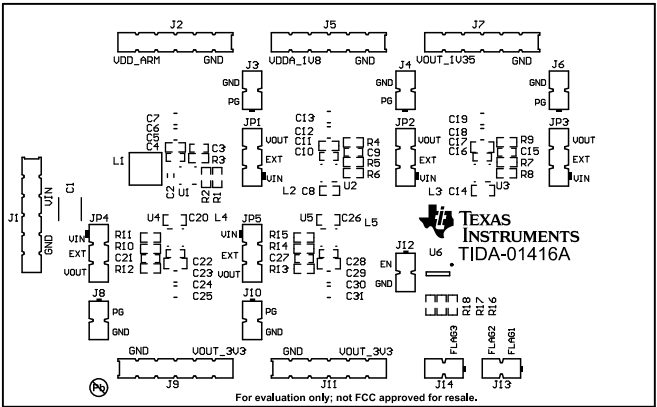 J2 J5 J7
VDD_ARM GND VDDA_1V8 GND VOUT_1V35 GND
J3 J4 J6
GND GND GND
PG PG PG
C7 C13 C19
C6 C12 C18
C5 C11 C17
C4 C10 C16
JP1 JP2 JP3
VOUT VOUT VOUT
EXT EXT EXT
VIN VIN VIN
C3 R4 R9
R3 C9 C15
R5 R7
R6 R8
L1 C2 U1 R2 R1 L2 C8 U2 L3 C14 U3
J1 VIN GND C1
JP4 U4 C20 L4 JP5 U5 C26 L5
VIN R11 VIN R15
EXT R10 EXT R14
VOUT C21 VOUT C27
R12 R13
C22 C28
C23 C29
C24 C30
C25 C31
TEXAS
INSTRUMENTS
TIDA-01416A
J12 U6
EN
GND
J8 J10
PG PG
GND GND
R18 R17 R16
FLAG3 FLAG2 FLAG1
GND VOUT_3V3 GND VOUT_3V3
J9 J11 J14 J13
Pb
For evaluation only; not FCC approved for resale.